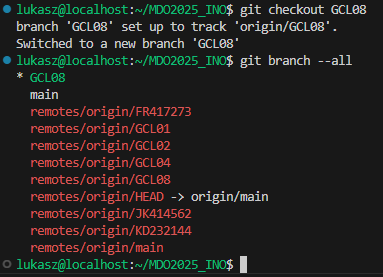 lukasz@localhost:~/MDO2025_INO$ git checkout GCL08
branch 'GCL08' set up to track 'origin/GCL08'.
Switched to a new branch 'GCL08'
lukasz@localhost:~/MDO2025_INO$ git branch --all
* GCL08
main
remotes/origin/FR417273
remotes/origin/GCL01
remotes/origin/GCL02
remotes/origin/GCL04
remotes/origin/GCL08
remotes/origin/HEAD -> origin/main
remotes/origin/JK414562
remotes/origin/KD232144
remotes/origin/main
lukasz@localhost:~/MDO2025_INO$